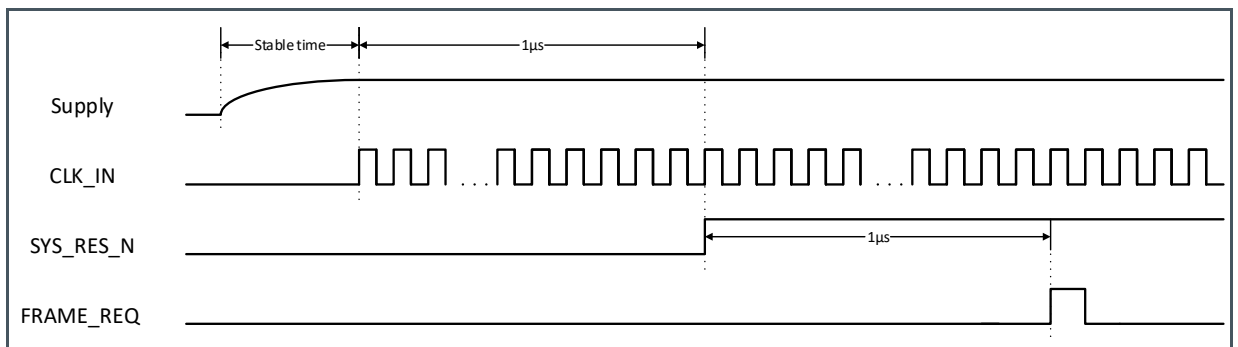 Stable time
1µs
Supply
CLK_IN
. . .
. . .
SYS_RES_N
1µs
FRAME_REQ